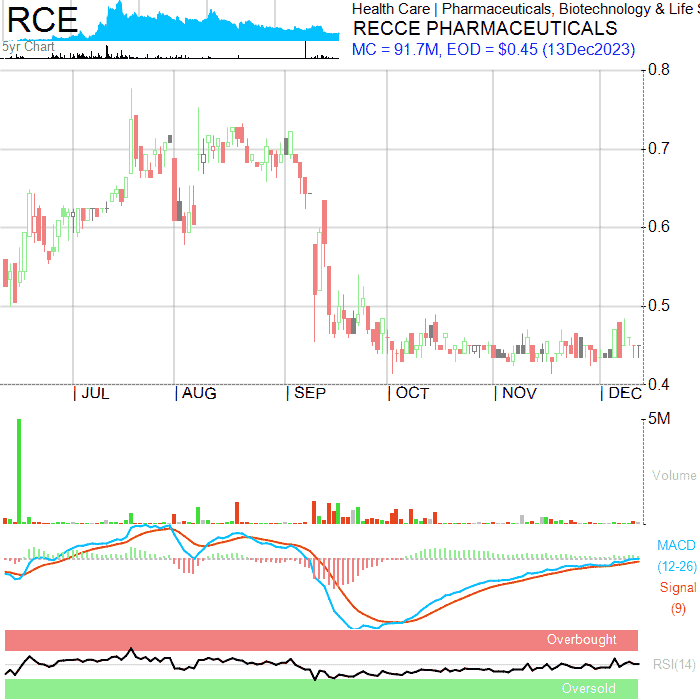 RCE
5yr Chart
Health Care | Pharmaceuticals, Biotechnology & Life
RECCE PHARMACEUTICALS
MC = 91.7M, EOD = $0.45 (13Dec2023)
0.8
0.7
0.6
0.5
0.4
| JUL | AUG | SEP | OCT | NOV | DEC
5M
Volume
MACD
(12-26)
Signal
(9)
Overbought
RSI(14)
Oversold